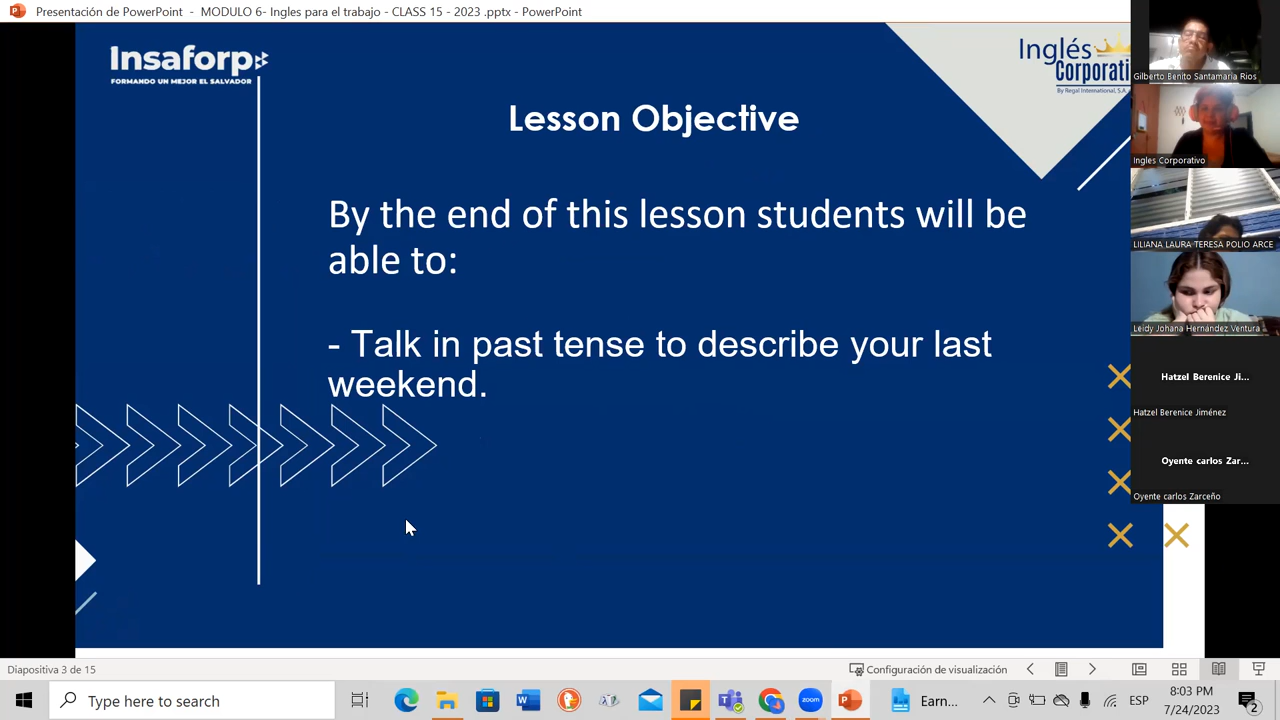 Presentación de PowerPoint - MODULO 6- Ingles para el trabajo - CLASS 15 - 2023 .pptx - PowerPoint
Insaforp
FORMANDO UN MEJOR EL SALVADOR
Inglés
Corporati
By Regal International, S.A.
Lesson Objective
By the end of this lesson students will be
able to:
- Talk in past tense to describe your last
weekend.
Gilberto Benito Santamaria Rios
Ingles Corporativo
LILIANA LAURA TERESA POLIO ARCE
Leidy Johana Hernández Ventura
Hatzel Berenice Ji...
Hatzel Berenice Jiménez
Oyente carlos Zar...
Oyente carlos Zarceño
Diapositiva 3 de 15
Configuración de visualización
Type here to search
Earn...
ESP
8:03 PM
7/24/2023
2